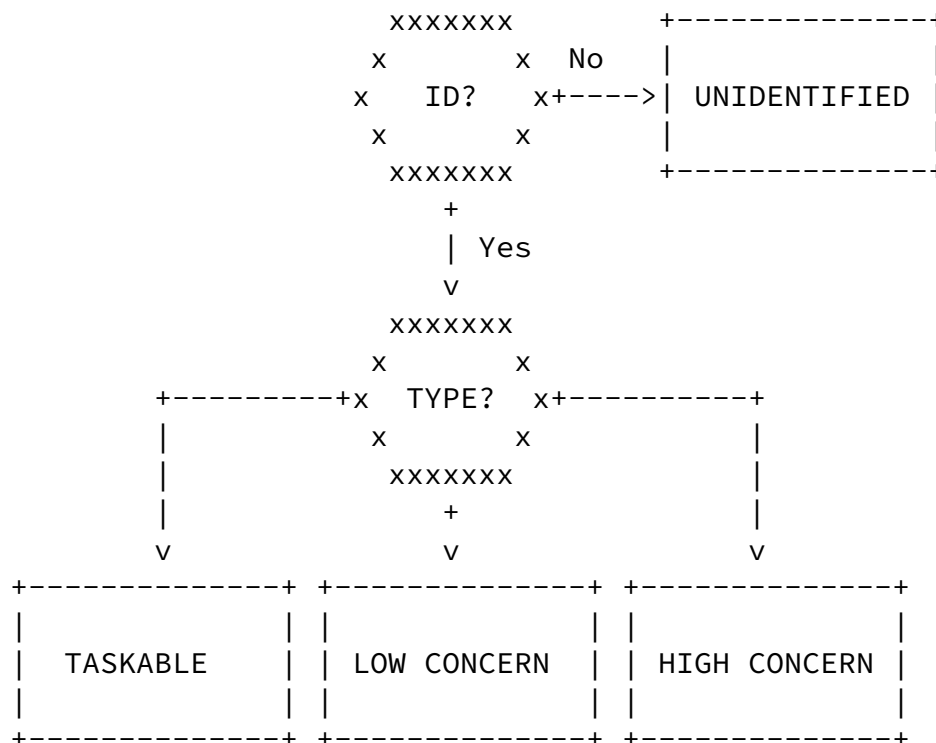 No
ID?
UNIDENTIFIED
Yes
TYPE?
TASKABLE
LOW CONCERN
HIGH CONCERN